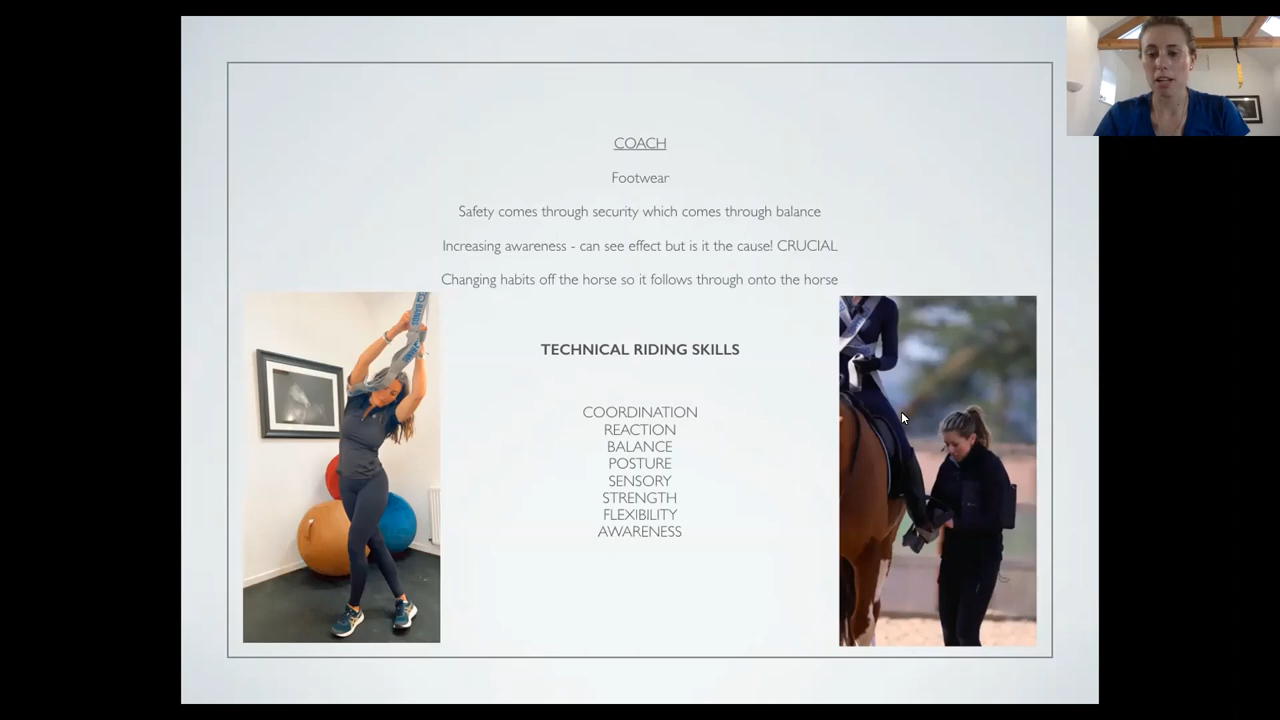 COACH
Footwear
Safety comes through security which comes through balance
Increasing awareness - can see effect but is it the cause! CRUCIAL
Changing habits off the horse so it follows through onto the horse
TECHNICAL RIDING SKILLS
COORDINATION
REACTION
BALANCE
POSTURE
SENSORY
STRENGTH
FLEXIBILITY
AWARENESS